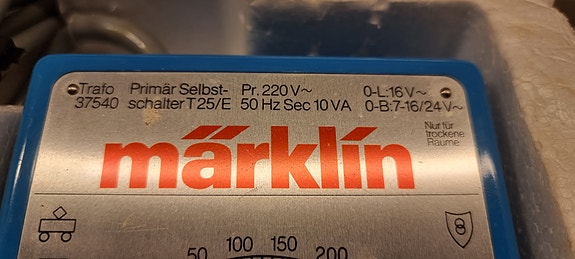 Trafo Primär Selbst- Pr. 220 V~ 0-L:16 V~
37540 schalter T 25/E 50 Hz Sec 10 VA 0-B:7-16/24 V~
Nur für
trockene
Räume
märklin
50 100 150 200